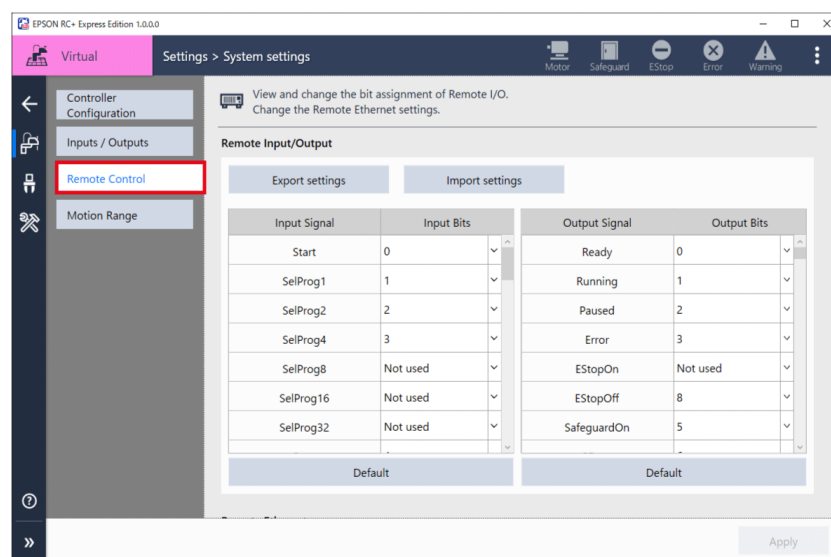 EPSON RC+ Express Edition 1.0.0.0
Virtual
Settings > System settings
Motor
Safeguard
EStop
Error
Warning
Controller
Configuration
Inputs / Outputs
Remote Control
Motion Range
View and change the bit assignment of Remote I/O.
Change the Remote Ethernet settings.
Remote Input/Output
Export settings
Import settings
Input Signal Input Bits
Start 0
SelProg1 1
SelProg2 2
SelProg4 3
SelProg8 Not used
SelProg16 Not used
SelProg32 Not used
Default
Output Signal Output Bits
Ready 0
Running 1
Paused 2
Error 3
EStopOn Not used
EStopOff 8
SafeguardOn 5
Default
Apply